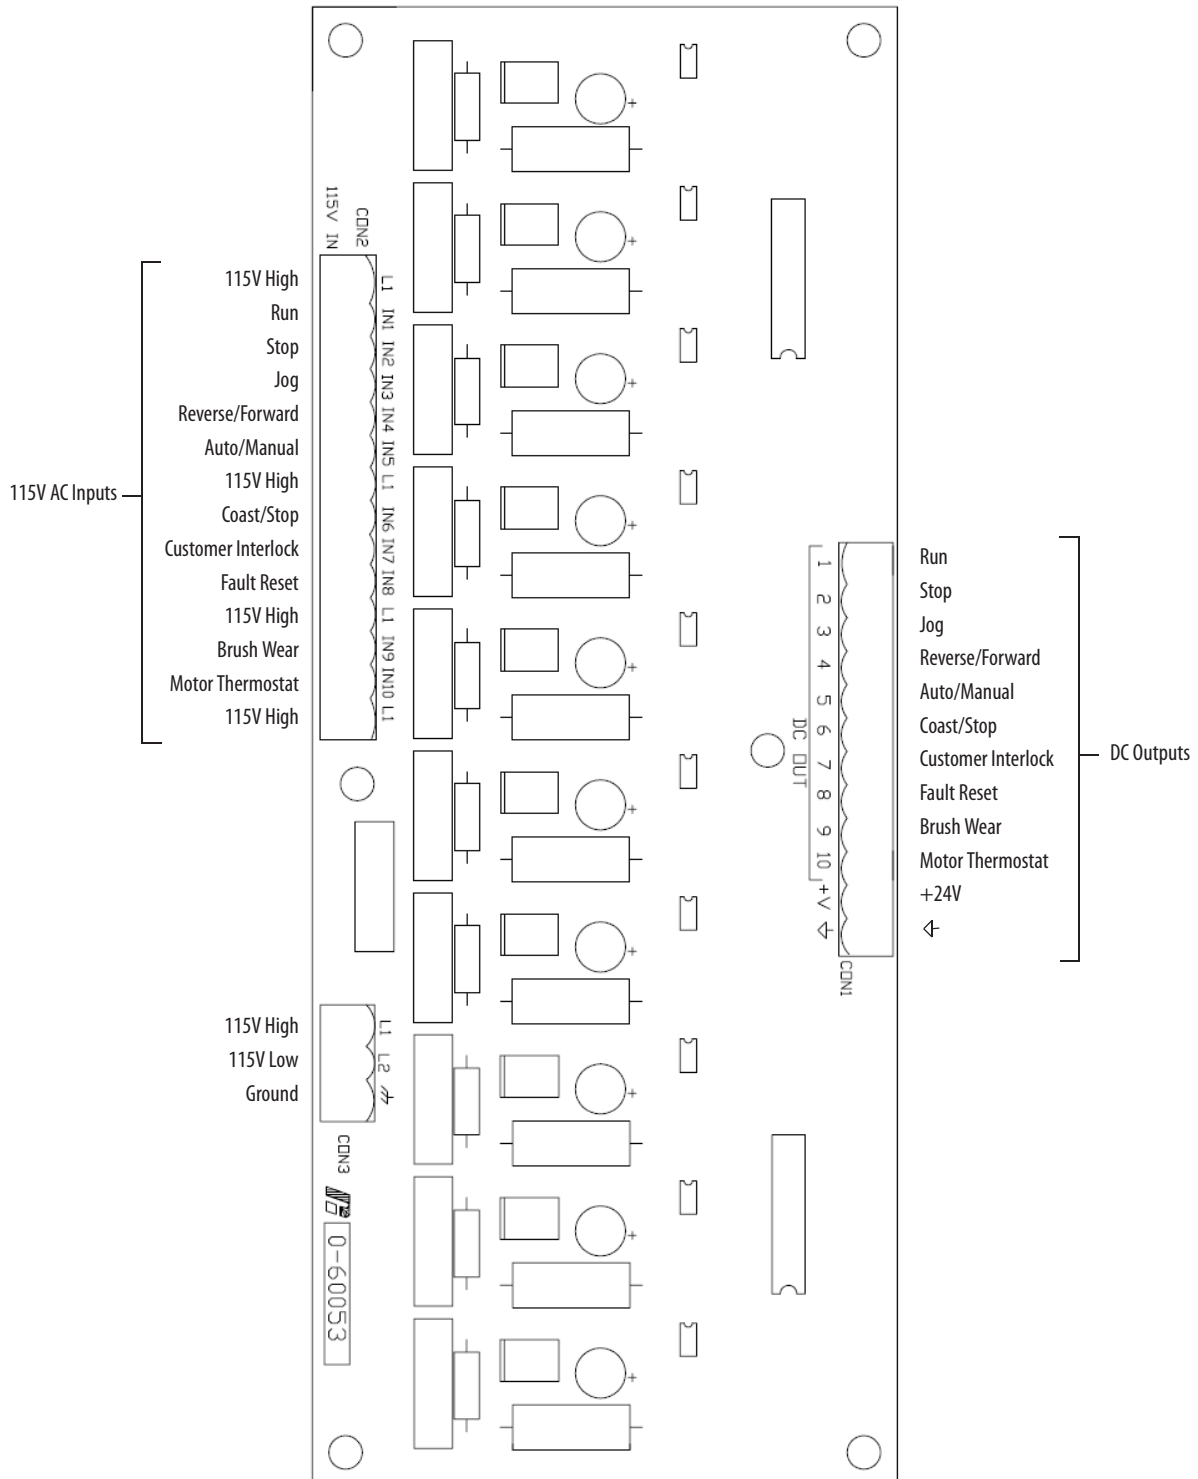 115V IN
CON2
115V AC Inputs
115V High L1
Run IN1
Stop IN2
Jog IN3
Reverse/Forward IN4
Auto/Manual IN5
115V High L1
Coast/Stop IN6
Customer Interlock IN7
Fault Reset IN8
115V High L1
Brush Wear IN9
Motor Thermostat IN10
115V High L1
DC OUT
1 Run
2 Stop
3 Jog
4 Reverse/Forward
5 Auto/Manual
6 Coast/Stop
7 Customer Interlock
8 Fault Reset
9 Brush Wear
10 Motor Thermostat
+V +24V
DC Outputs
CON1
115V High L1
115V Low L2
Ground
CON3
0-60053
+
+
+
+
+
+
+
+
+
+